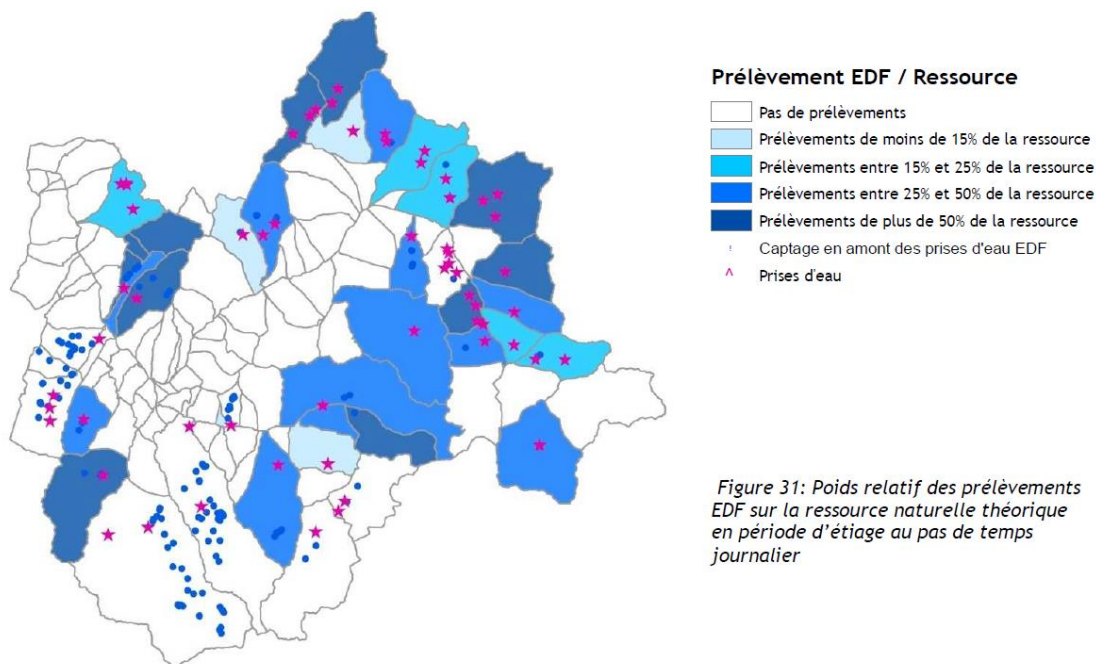 Prélèvement EDF / Ressource
Pas de prélèvements
Prélèvements de moins de 15% de la ressource
Prélèvements entre 15% et 25% de la ressource
Prélèvements entre 25% et 50% de la ressource
Prélèvements de plus de 50% de la ressource
Captage en amont des prises d'eau EDF
Prises d'eau
Figure 31: Poids relatif des prélèvements
EDF sur la ressource naturelle théorique
en période d'étiage au pas de temps
journalier